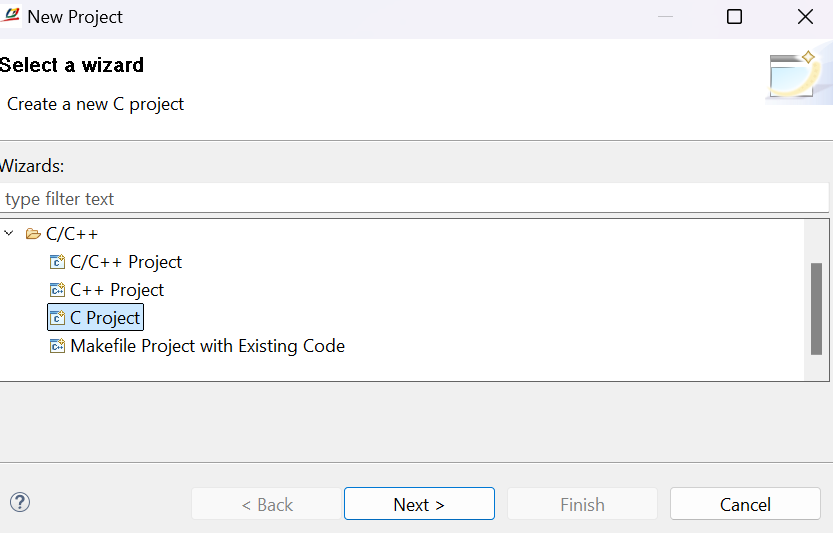 New Project
Select a wizard
Create a new C project
Wizards:
type filter text
C/C++
C/C++ Project
C++ Project
C Project
Makefile Project with Existing Code
< Back
Next >
Finish
Cancel